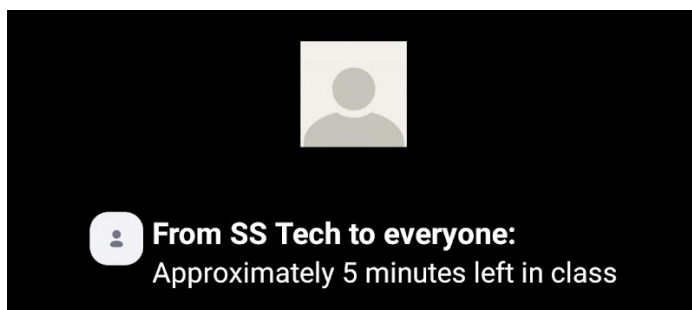 From SS Tech to everyone:
Approximately 5 minutes left in class